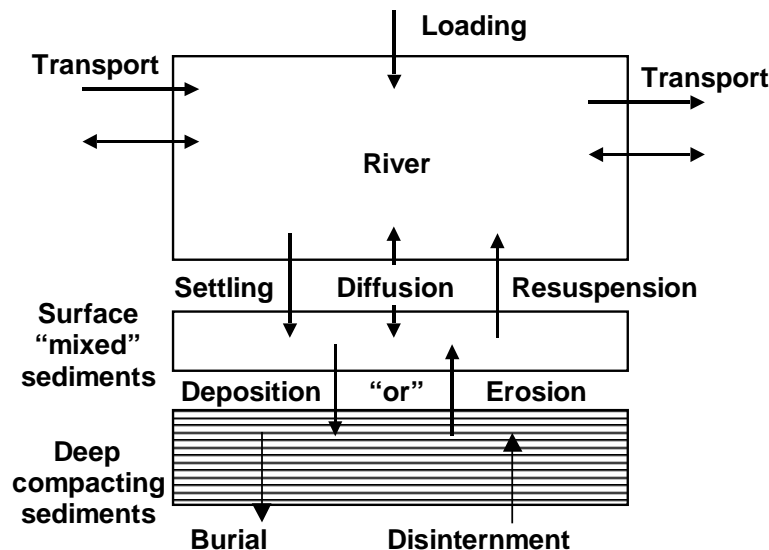 Loading
Transport
Transport
River
Settling Diffusion Resuspension
Surface
“mixed”
sediments
Deposition “or” Erosion
Deep
compacting
sediments
Burial Disinternment